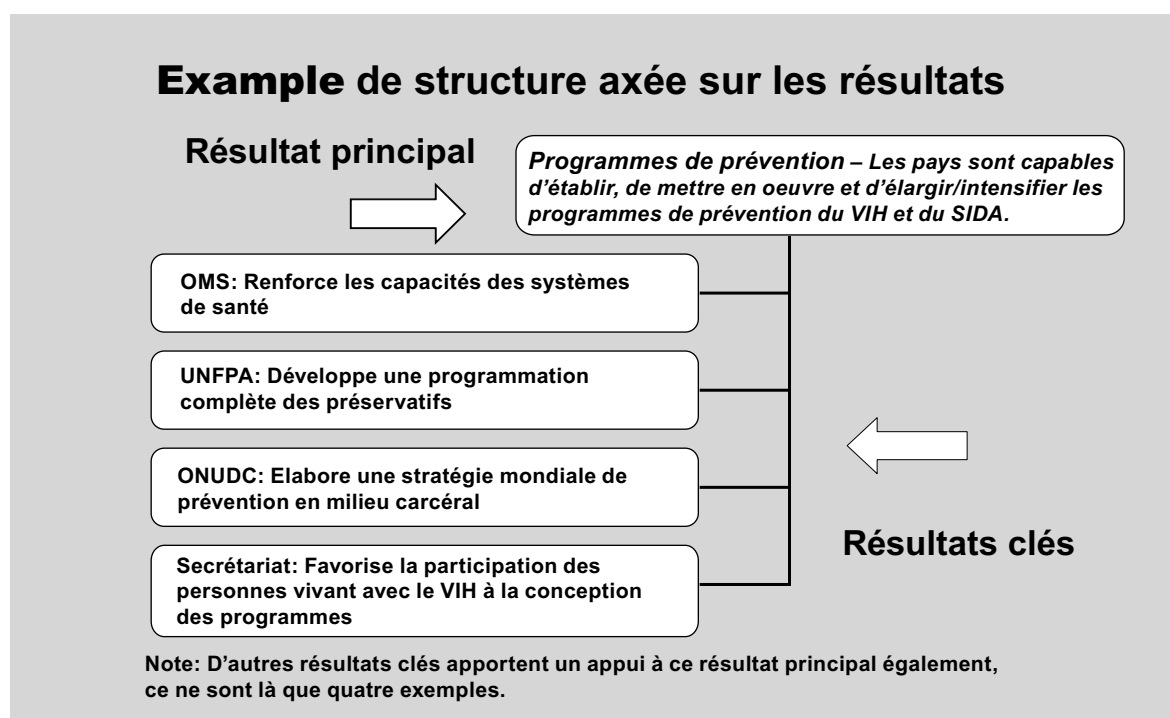 Example de structure axée sur les résultats
Résultat principal
Programmes de prévention – Les pays sont capables
d'établir, de mettre en oeuvre et d'élargir/intensifier les
programmes de prévention du VIH et du SIDA.
OMS: Renforce les capacités des systèmes
de santé
UNFPA: Développe une programmation
complète des préservatifs
ONUDC: Elabore une stratégie mondiale de
prévention en milieu carcéral
Résultats clés
Secrétariat: Favorise la participation des
personnes vivant avec le VIH à la conception
des programmes
Note: D'autres résultats clés apportent un appui à ce résultat principal également,
ce ne sont là que quatre exemples.